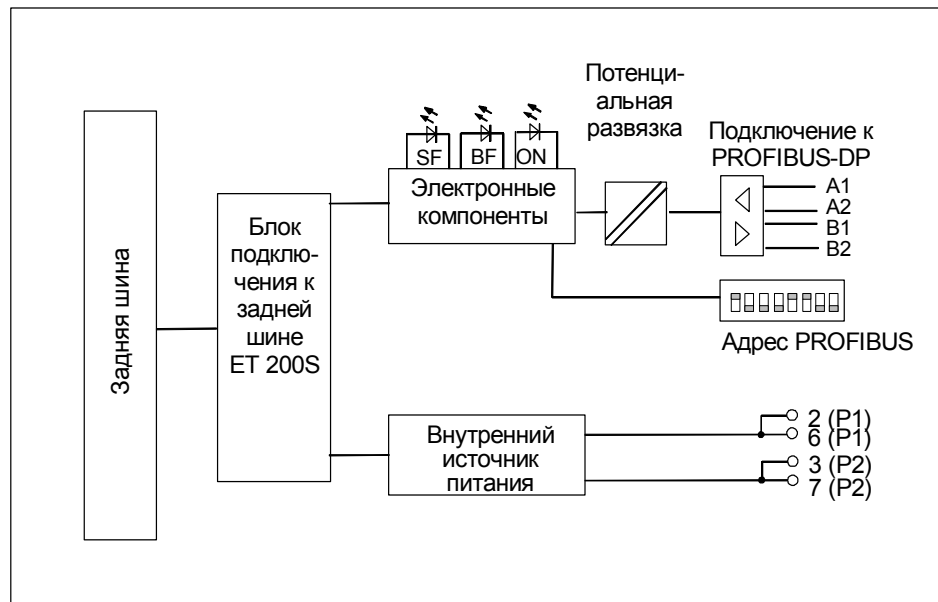 Потенци-
альная
развязка
Подключение к
PROFIBUS-DP
SF
BF
ON
A1
A2
B1
B2
Электронные
компоненты
Блок
подклю-
чения к
задней
шине
ET 200S
Задняя шина
Адрес PROFIBUS
Внутренний
источник
питания
2 (P1)
6 (P1)
3 (P2)
7 (P2)